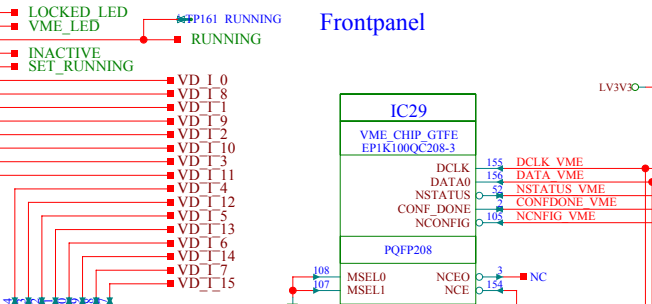 LOCKED_LED
VME_LED
TP161 RUNNING
RUNNING
INACTIVE
SET_RUNNING
Frontpanel
VD_I_0
VD_I_8
VD_I_1
VD_I_9
VD_I_2
VD_I_10
VD_I_3
VD_I_11
VD_I_4
VD_I_12
VD_I_5
VD_I_13
VD_I_6
VD_I_14
VD_I_7
VD_I_15
LV3V3
IC29
VME_CHIP_GTFE
EP1K100QC208-3
DCLK 155 DCLK_VME
DATA0 156 DATA_VME
NSTATUS 52 NSTATUS_VME
CONF_DONE 2 CONFDONE_VME
NCONFIG 105 NCNFIG_VME
PQFP208
108 MSEL0 NCEO 3 NC
107 MSEL1 NCE 154